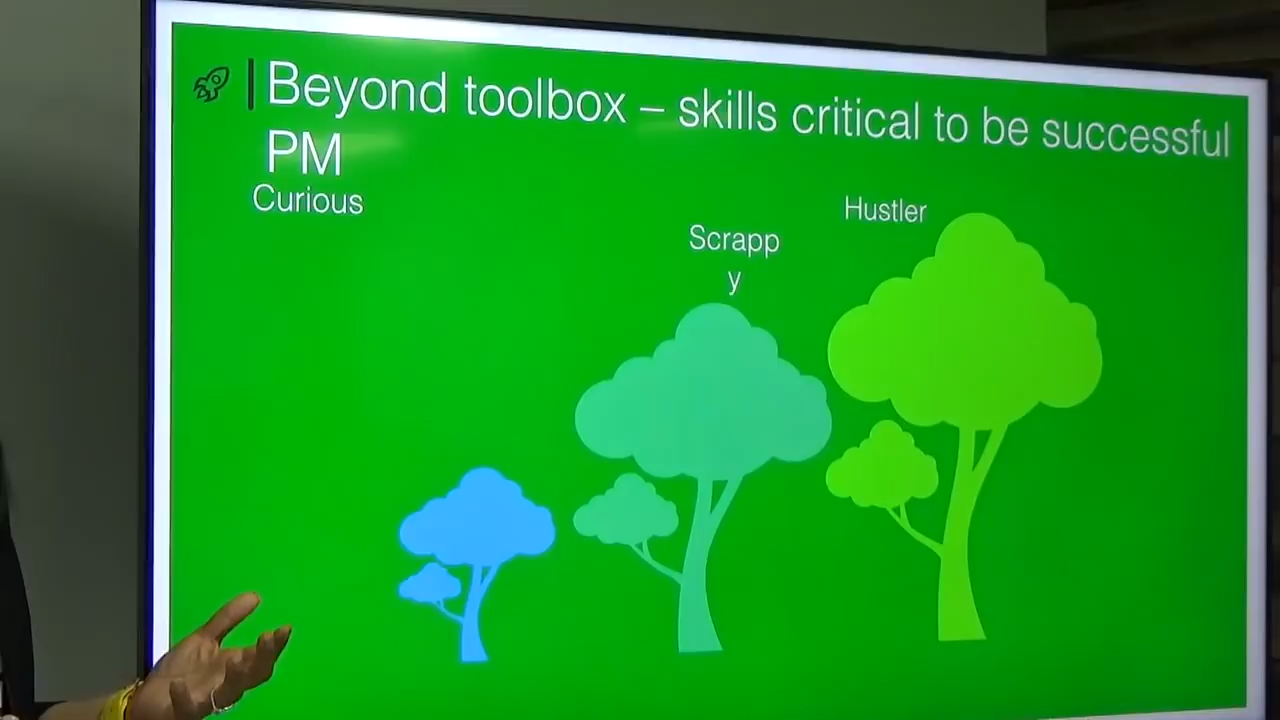 Beyond toolbox – skills critical to be successful
PM
Curious
Scrapp
y
Hustler